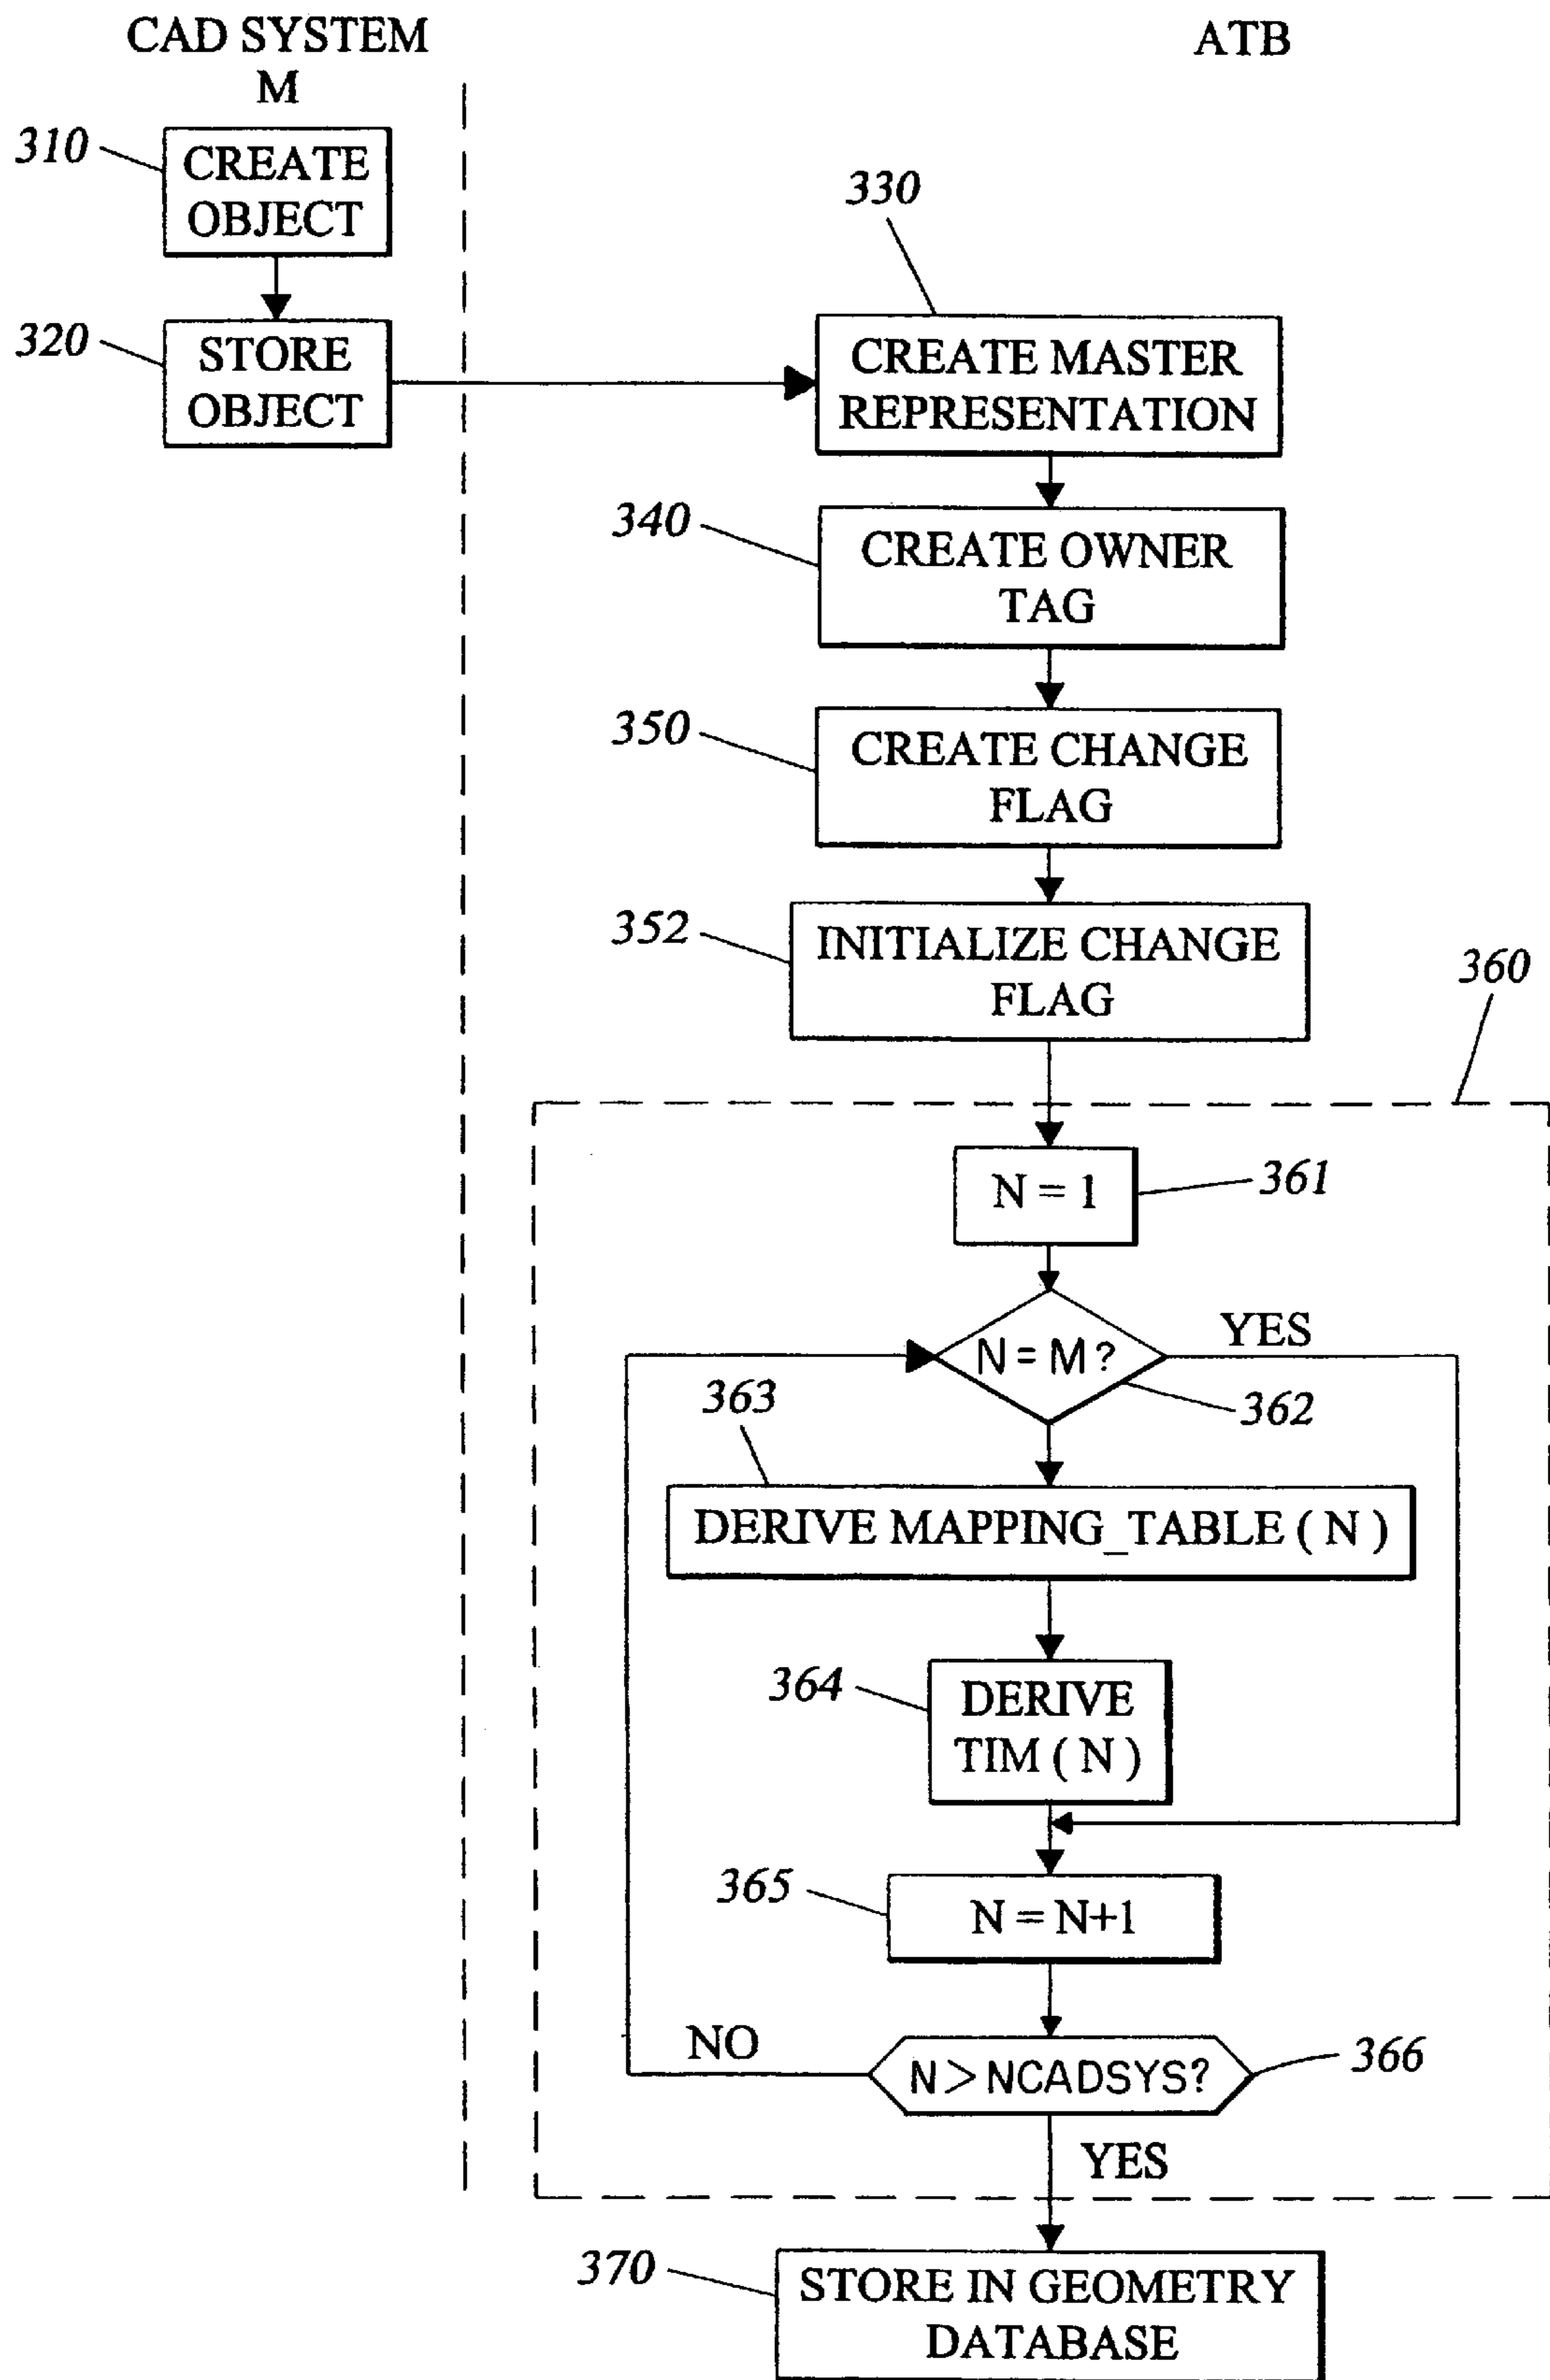 CAD SYSTEM
M
ATB
310
CREATE
OBJECT
330
320
STORE
OBJECT
CREATE MASTER
REPRESENTATION
340
CREATE OWNER
TAG
350
CREATE CHANGE
FLAG
352
INITIALIZE CHANGE
FLAG
360
N = 1
361
N = M ?
YES
362
363
DERIVE MAPPING_TABLE ( N )
364
DERIVE
TIM ( N )
365
N = N+1
NO
N > NCADSYS?
366
YES
370
STORE IN GEOMETRY
DATABASE